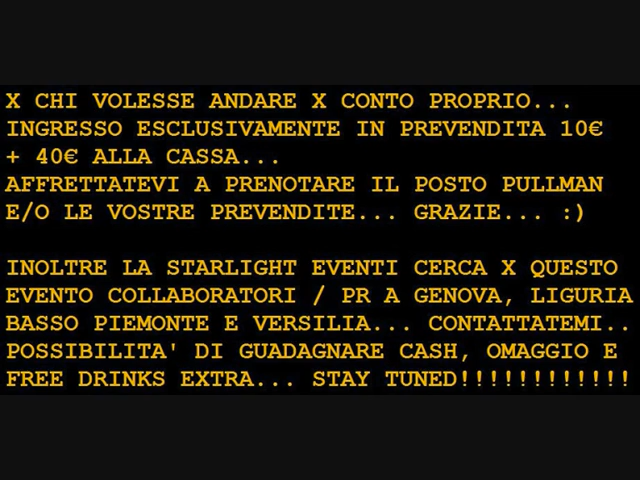 X CHI VOLESSE ANDARE X CONTO PROPRIO...
INGRESSO ESCLUSIVAMENTE IN PREVENDITA 10€
+ 40€ ALLA CASSA...
AFFRETTATEVI A PRENOTARE IL POSTO PULLMAN
E/O LE VOSTRE PREVENDITE... GRAZIE... :)
INOLTRE LA STARLIGHT EVENTI CERCA X QUESTO
EVENTO COLLABORATORI / PR A GENOVA, LIGURIA
BASSO PIEMONTE E VERSILIA... CONTATTATEMI..
POSSIBILITA' DI GUADAGNARE CASH, OMAGGIO E
FREE DRINKS EXTRA... STAY TUNED!!!!!!!!!!!!